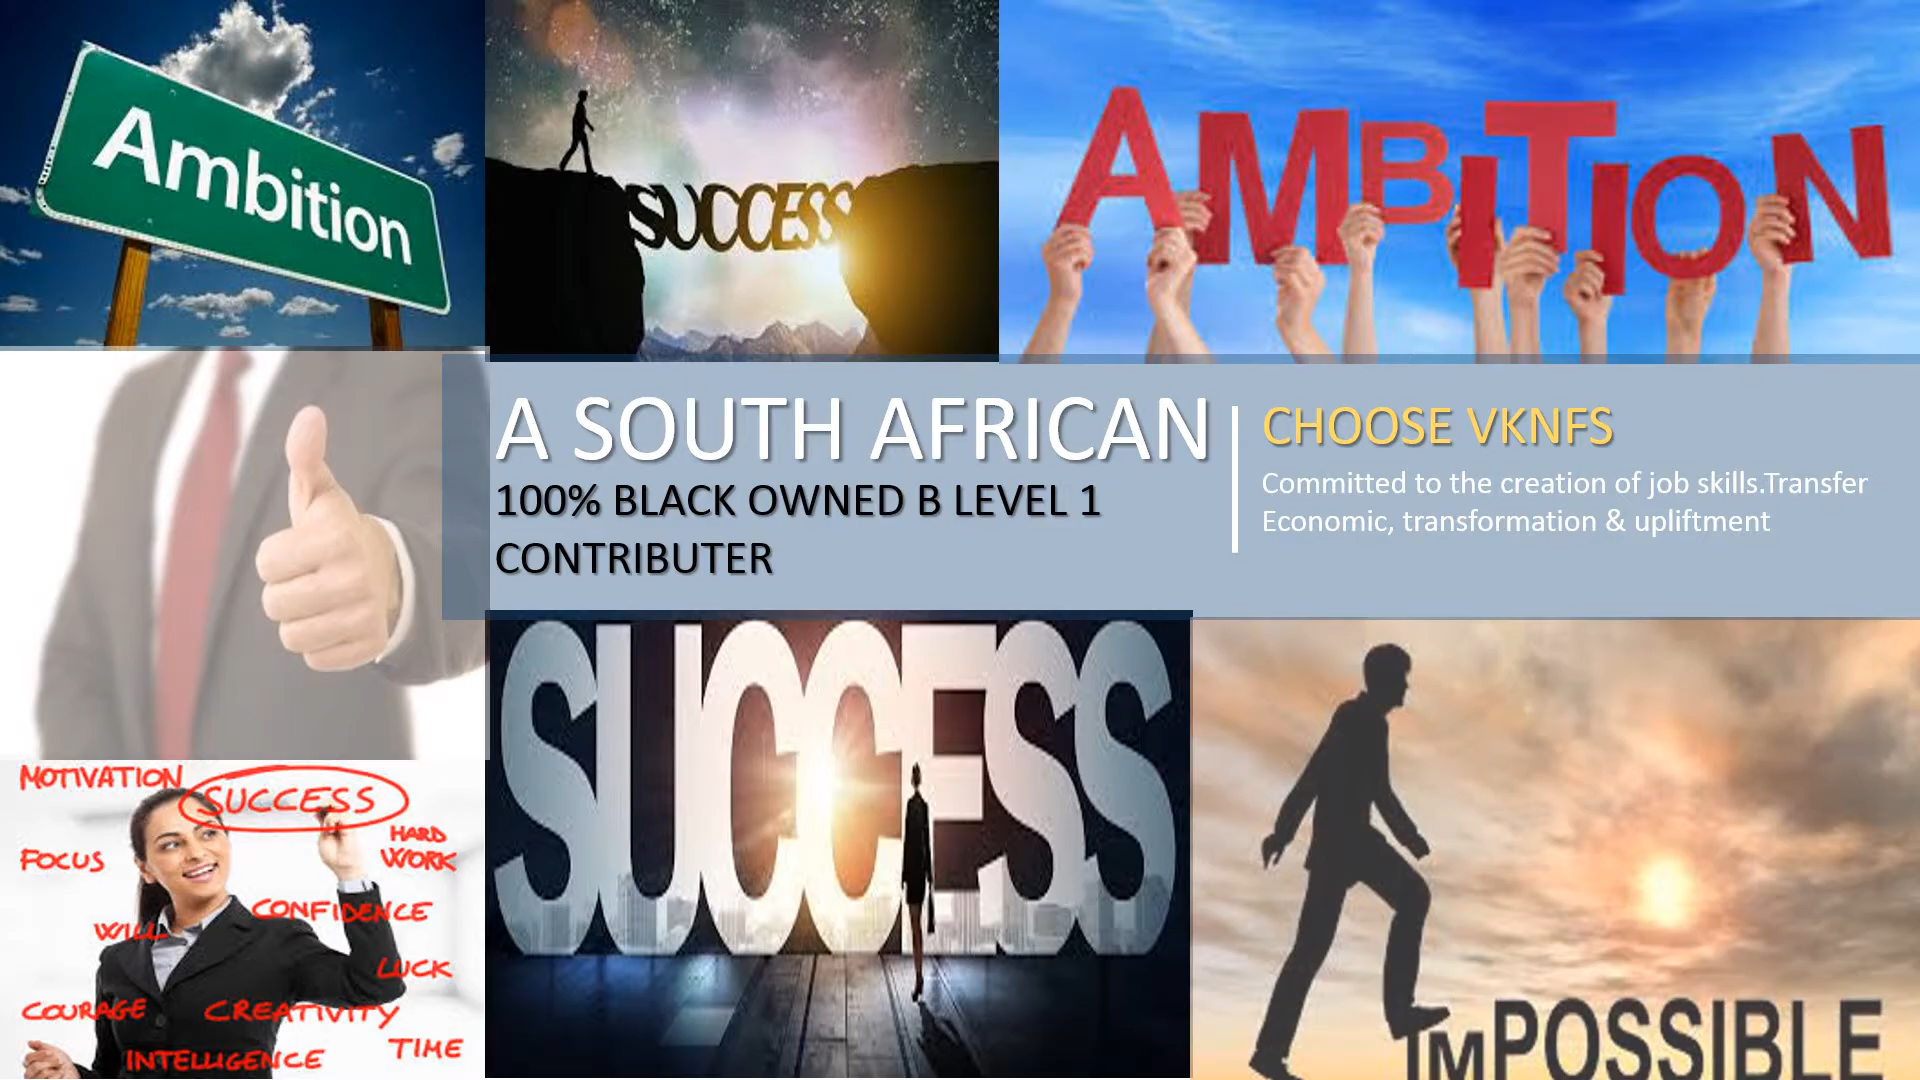 Ambition
SUCCESS
AMBITION
A SOUTH AFRICAN
100% BLACK OWNED B LEVEL 1
CONTRIBUTER
CHOOSE VKNFS
Committed to the creation of job skills.Transfer
Economic, transformation & upliftment
MOTIVATION
SUCCESS
HARD
WORK
FOCUS
CONFIDENCE
WILL
LUCK
COURAGE
CREATIVITY
TIME
INTELLIGENCE
SUCCESS
IMPOSSIBLE